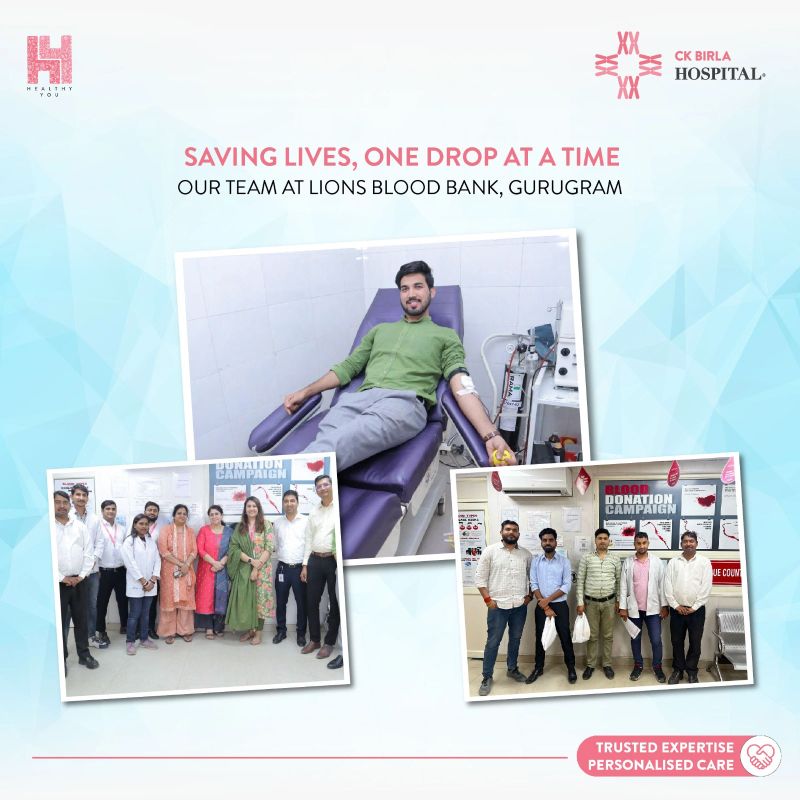 HEALTHY
YOU
CK BIRLA
HOSPITAL®
SAVING LIVES, ONE DROP AT A TIME
OUR TEAM AT LIONS BLOOD BANK, GURUGRAM
DONATION
CAMPAIGN
BLOOD
DONATION
CAMPAIGN
TRUSTED EXPERTISE
PERSONALISED CARE